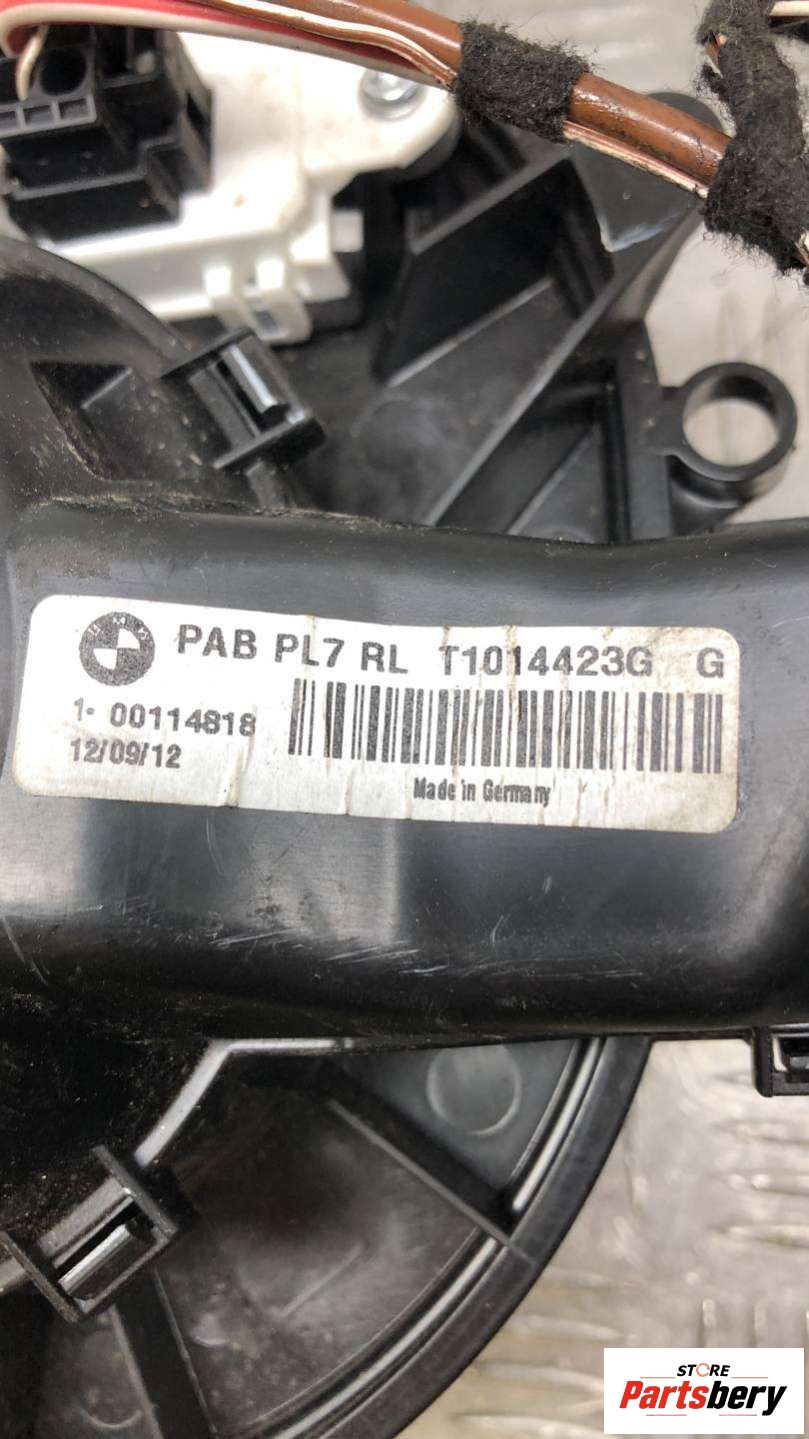 PAB PL7 RL T1014423G G
1- 00114818
12/09/12
Made in Germany
STORE
Partsbery